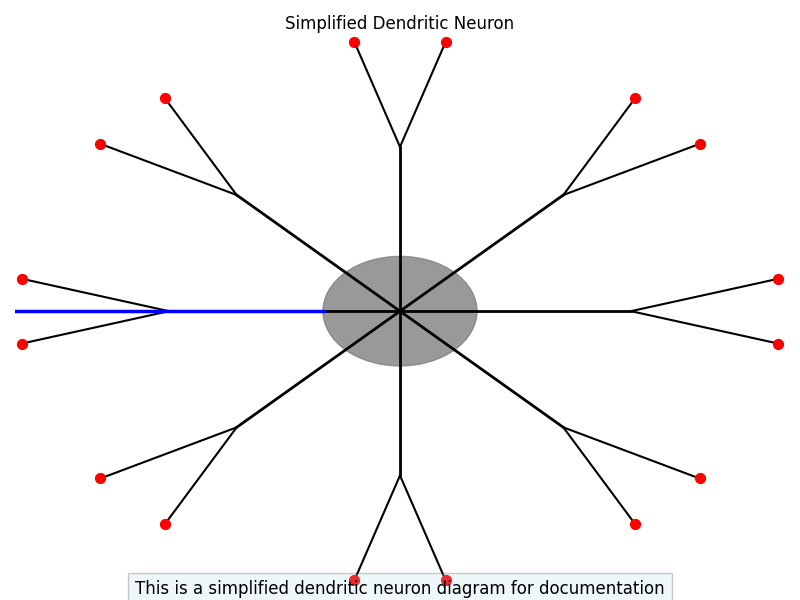 Simplified Dendritic Neuron
This is a simplified dendritic neuron diagram for documentation